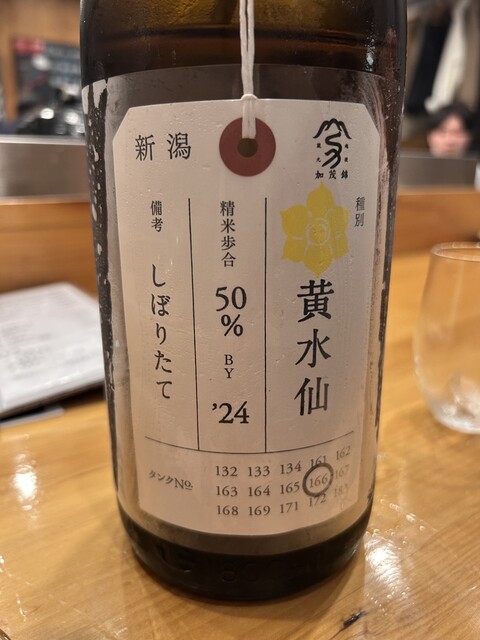 新潟
加茂錦
種別
黄水仙
精米歩合
50
%
BY
'24
備考
しぼりたて
タンクNo.
132 133 134 161 162
163 164 165 166 167
168 169 171 172